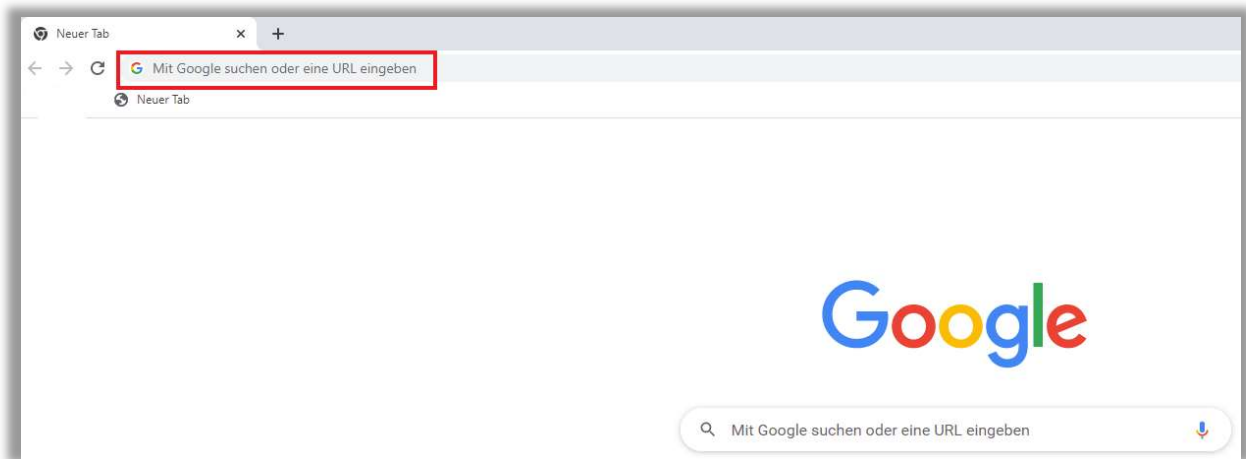 Neuer Tab
Mit Google suchen oder eine URL eingeben
Neuer Tab
Google
Mit Google suchen oder eine URL eingeben